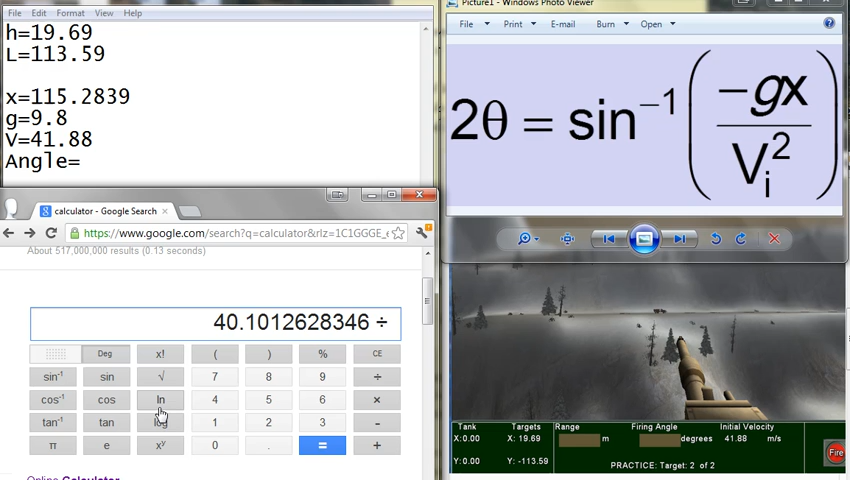 File Edit Format View Help
h=19.69
L=113.59
x=115.2839
g=9.8
V=41.88
Angle=
Picture1 - Windows Photo Viewer
File Print E-mail Burn Open
2θ = sin⁻¹ ( −gx / Vᵢ² )
calculator - Google Search
https://www.google.com/search?q=calculator&rlz=1C1GGGE_
About 517,000,000 results (0.13 seconds)
40.1012628346 ÷
Deg x! ( ) % CE
sin⁻¹ sin √ 7 8 9 ÷
cos⁻¹ cos ln 4 5 6 ×
tan⁻¹ tan log 1 2 3 -
π e xʸ 0 . = +
Online Calculator
Tank Targets Range Firing Angle Initial Velocity
X:0.00 X: 19.69 m degrees 41.88 m/s
Y:0.00 Y: -113.59
PRACTICE: Target: 2 of 2
Fire